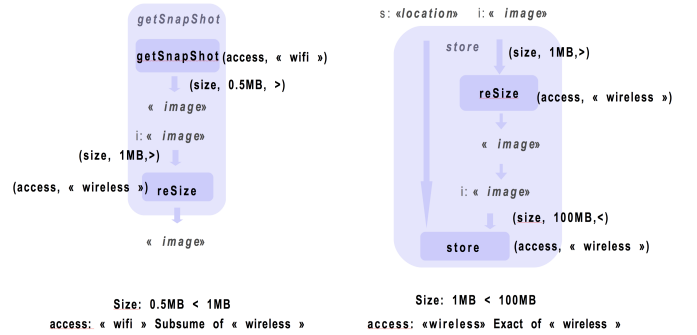 getSnapShot
getSnapShot (access, « wifi »)
(size, 0.5MB, >)
« image»
i: « image»
(size, 1MB,>)
(access, « wireless ») reSize
« image»
Size: 0.5MB < 1MB
access: « wifi » Subsume of « wireless »
s: «location» i: « image»
store
(size, 1MB,>)
reSize (access, « wireless »)
« image»
i: « image»
(size, 100MB,<)
store (access, « wireless »)
Size: 1MB < 100MB
access: «wireless» Exact of « wireless »